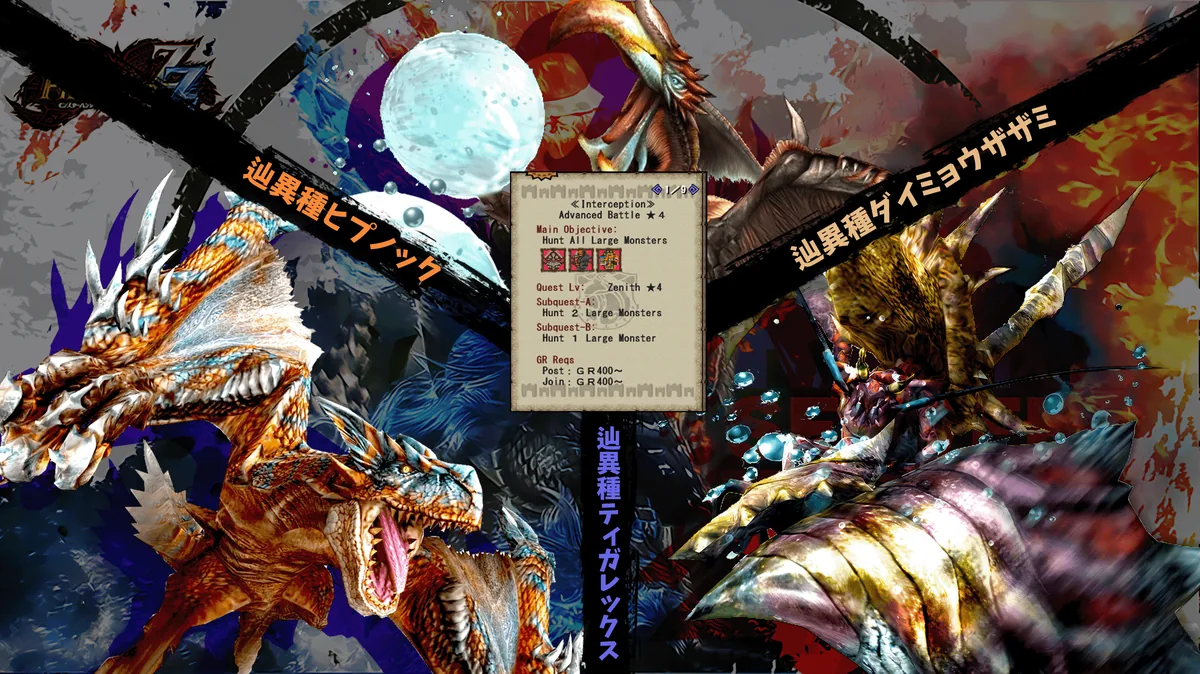 辿異種ヒプノック
辿異種ダイミョウザザミ
辿異種ティガレックス
1/9
≪Interception≫
Advanced Battle ★4
Main Objective:
Hunt All Large Monsters
Quest Lv: Zenith ★4
Subquest-A:
Hunt 2 Large Monsters
Subquest-B:
Hunt 1 Large Monster
GR Reqs
Post : ＧＲ400～
Join : ＧＲ400～